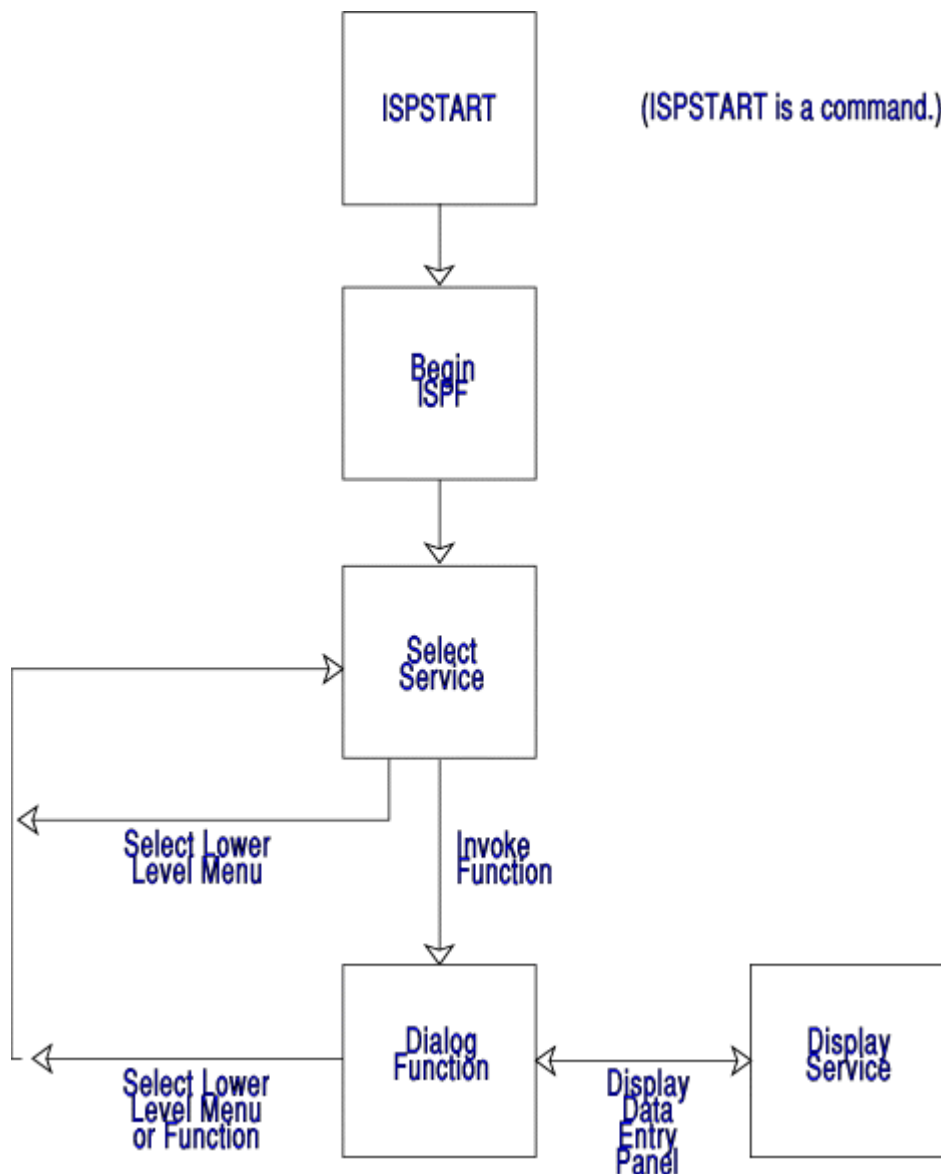 ISPSTART
(ISPSTART is a command.)
Begin
ISPF
Select
Service
Select Lower
Level Menu
Invoke
Function
Dialog
Function
Display
Service
Select Lower
Level Menu
or Function
Display
Data
Entry
Panel